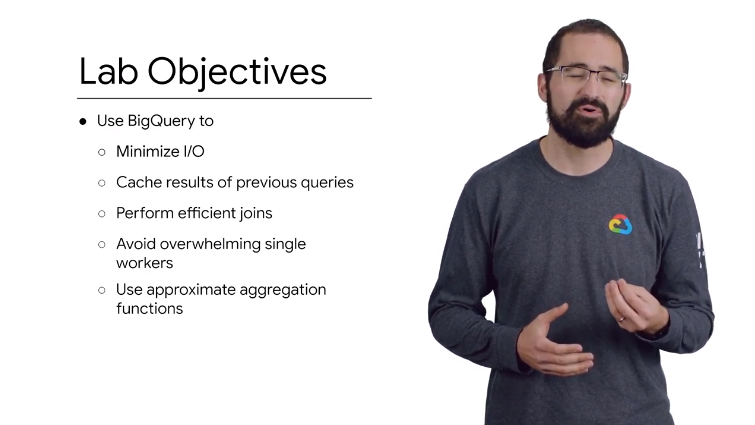 Lab Objectives
● Use BigQuery to
○ Minimize I/O
○ Cache results of previous queries
○ Perform efficient joins
○ Avoid overwhelming single
workers
○ Use approximate aggregation
functions